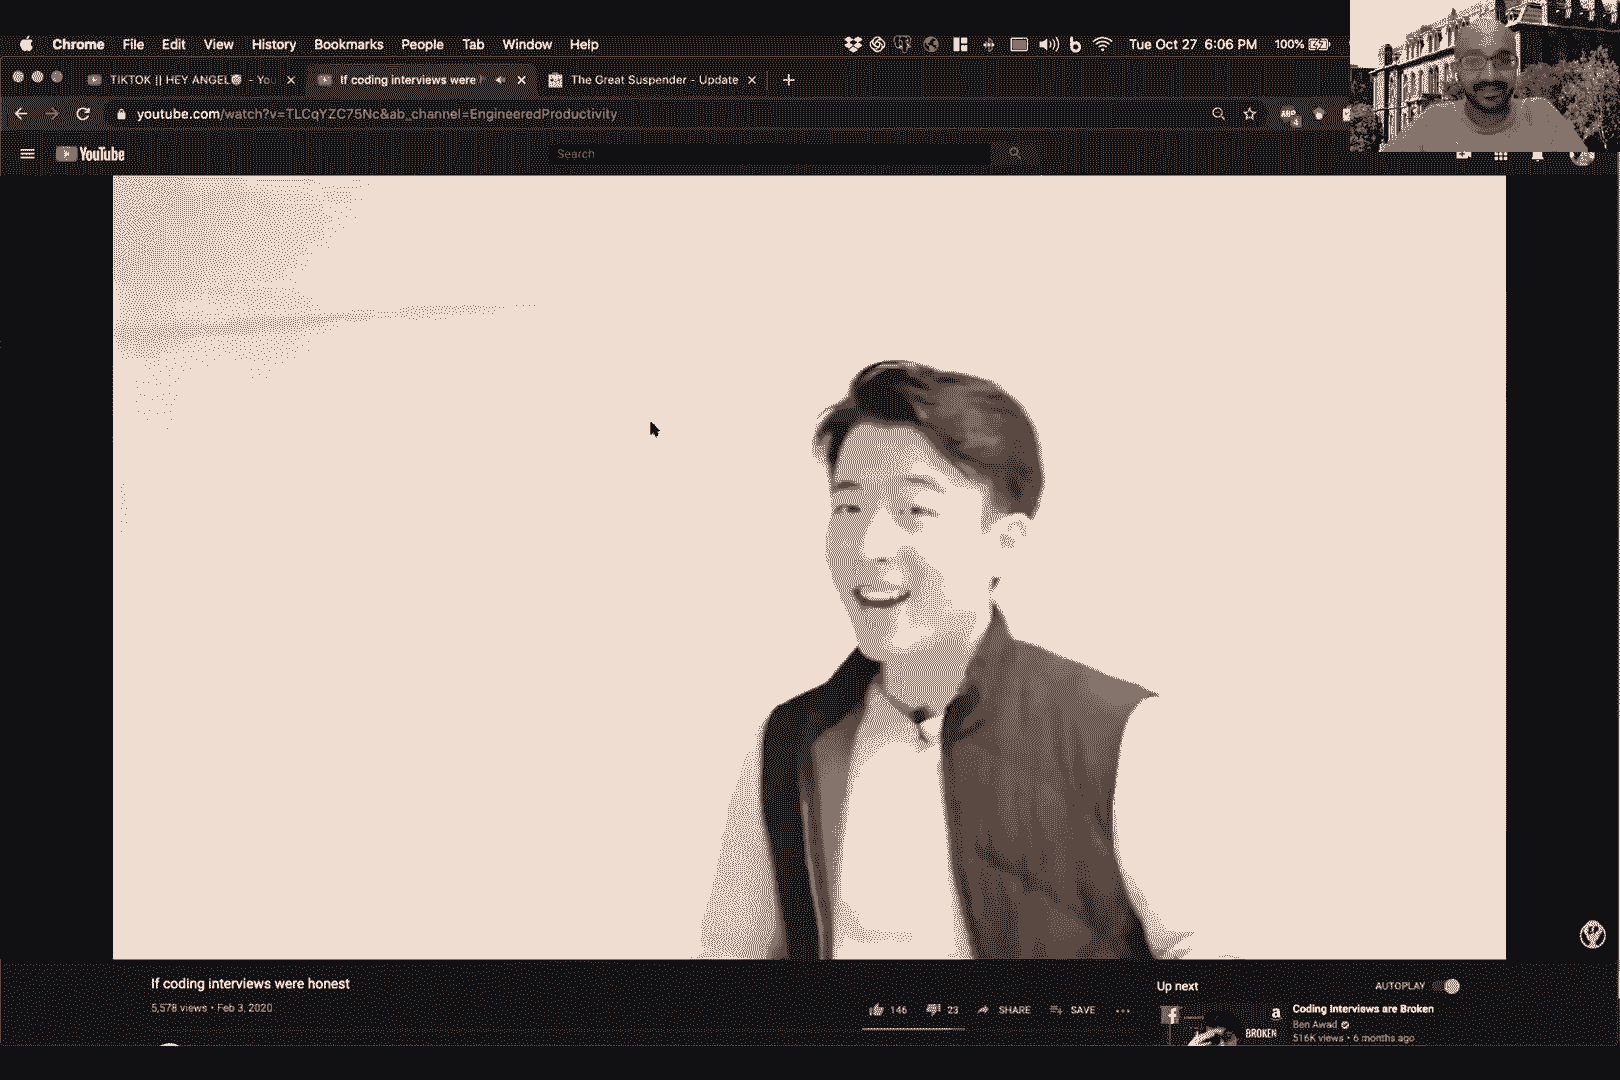 Chrome File Edit View History Bookmarks People Tab Window Help Tue Oct 27 6:06 PM 100%
TIKTOK || HEY ANGEL - You If coding interviews were The Great Suspender - Update
youtube.com/watch?v=TLCqYZC75Nc&ab_channel=EngineeredProductivity
YouTube Search
If coding interviews were honest
5,578 views • Feb 3, 2020
146 23 SHARE SAVE
Up next AUTOPLAY
Coding Interviews are Broken
Ben Awad
516K views • 6 months ago
a
BROKEN